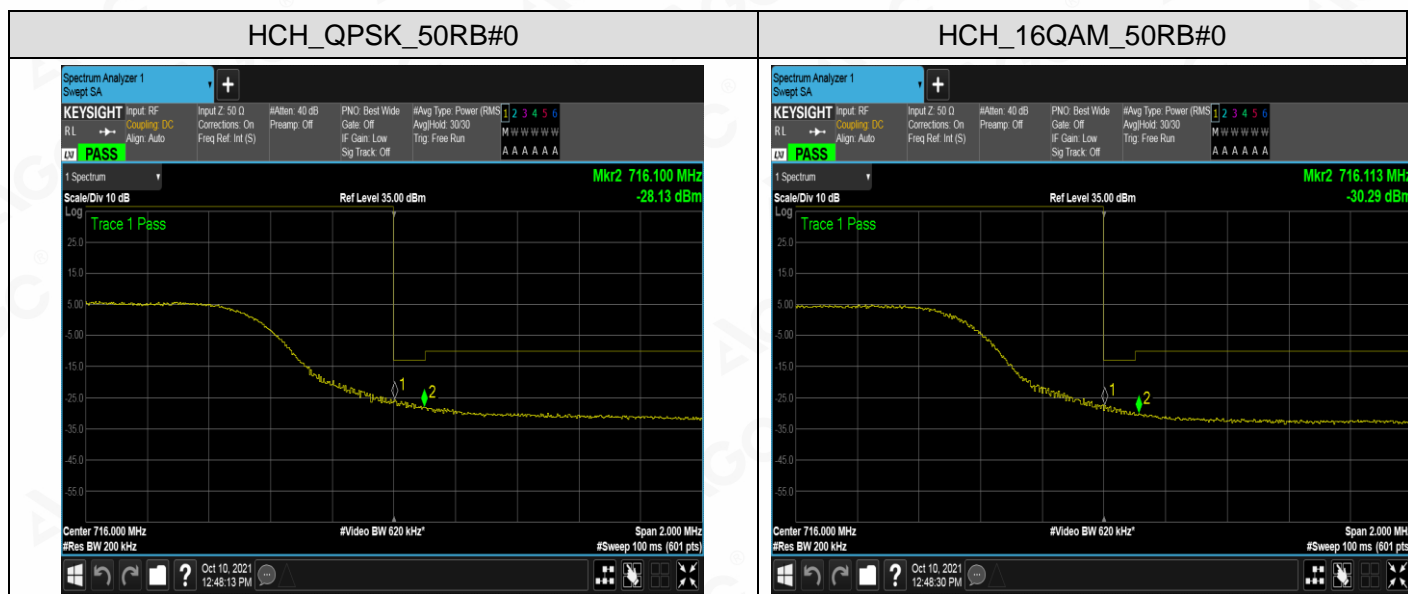 HCH_QPSK_50RB#0
Spectrum Analyzer 1
Swept SA
+
KEYSIGHT Input: RF Input Z: 50 Ω #Atten: 40 dB PNO: Best Wide #Avg Type: Power (RMS 1 2 3 4 5 6
RL Coupling: DC Corrections: On Preamp: Off Gate: Off Avg|Hold: 30/30 M W W W W W
Align: Auto Freq Ref: Int (S) IF Gain: Low Trig: Free Run
LXI PASS Sig Track: Off A A A A A A
1 Spectrum Mkr2 716.100 MHz
Scale/Div 10 dB Ref Level 35.00 dBm -28.13 dBm
Log
Trace 1 Pass
25.0
15.0
5.00
-5.00
-15.0
1
2
-25.0
-35.0
-45.0
-55.0
Center 716.000 MHz #Video BW 620 kHz* Span 2.000 MHz
#Res BW 200 kHz #Sweep 100 ms (601 pts)
? Oct 10, 2021
12:48:13 PM
HCH_16QAM_50RB#0
Spectrum Analyzer 1
Swept SA
+
KEYSIGHT Input: RF Input Z: 50 Ω #Atten: 40 dB PNO: Best Wide #Avg Type: Power (RMS 1 2 3 4 5 6
RL Coupling: DC Corrections: On Preamp: Off Gate: Off Avg|Hold: 30/30 M W W W W W
Align: Auto Freq Ref: Int (S) IF Gain: Low Trig: Free Run
LXI PASS Sig Track: Off A A A A A A
1 Spectrum Mkr2 716.113 MHz
Scale/Div 10 dB Ref Level 35.00 dBm -30.29 dBm
Log
Trace 1 Pass
25.0
15.0
5.00
-5.00
-15.0
1
2
-25.0
-35.0
-45.0
-55.0
Center 716.000 MHz #Video BW 620 kHz* Span 2.000 MHz
#Res BW 200 kHz #Sweep 100 ms (601 pts)
? Oct 10, 2021
12:48:30 PM